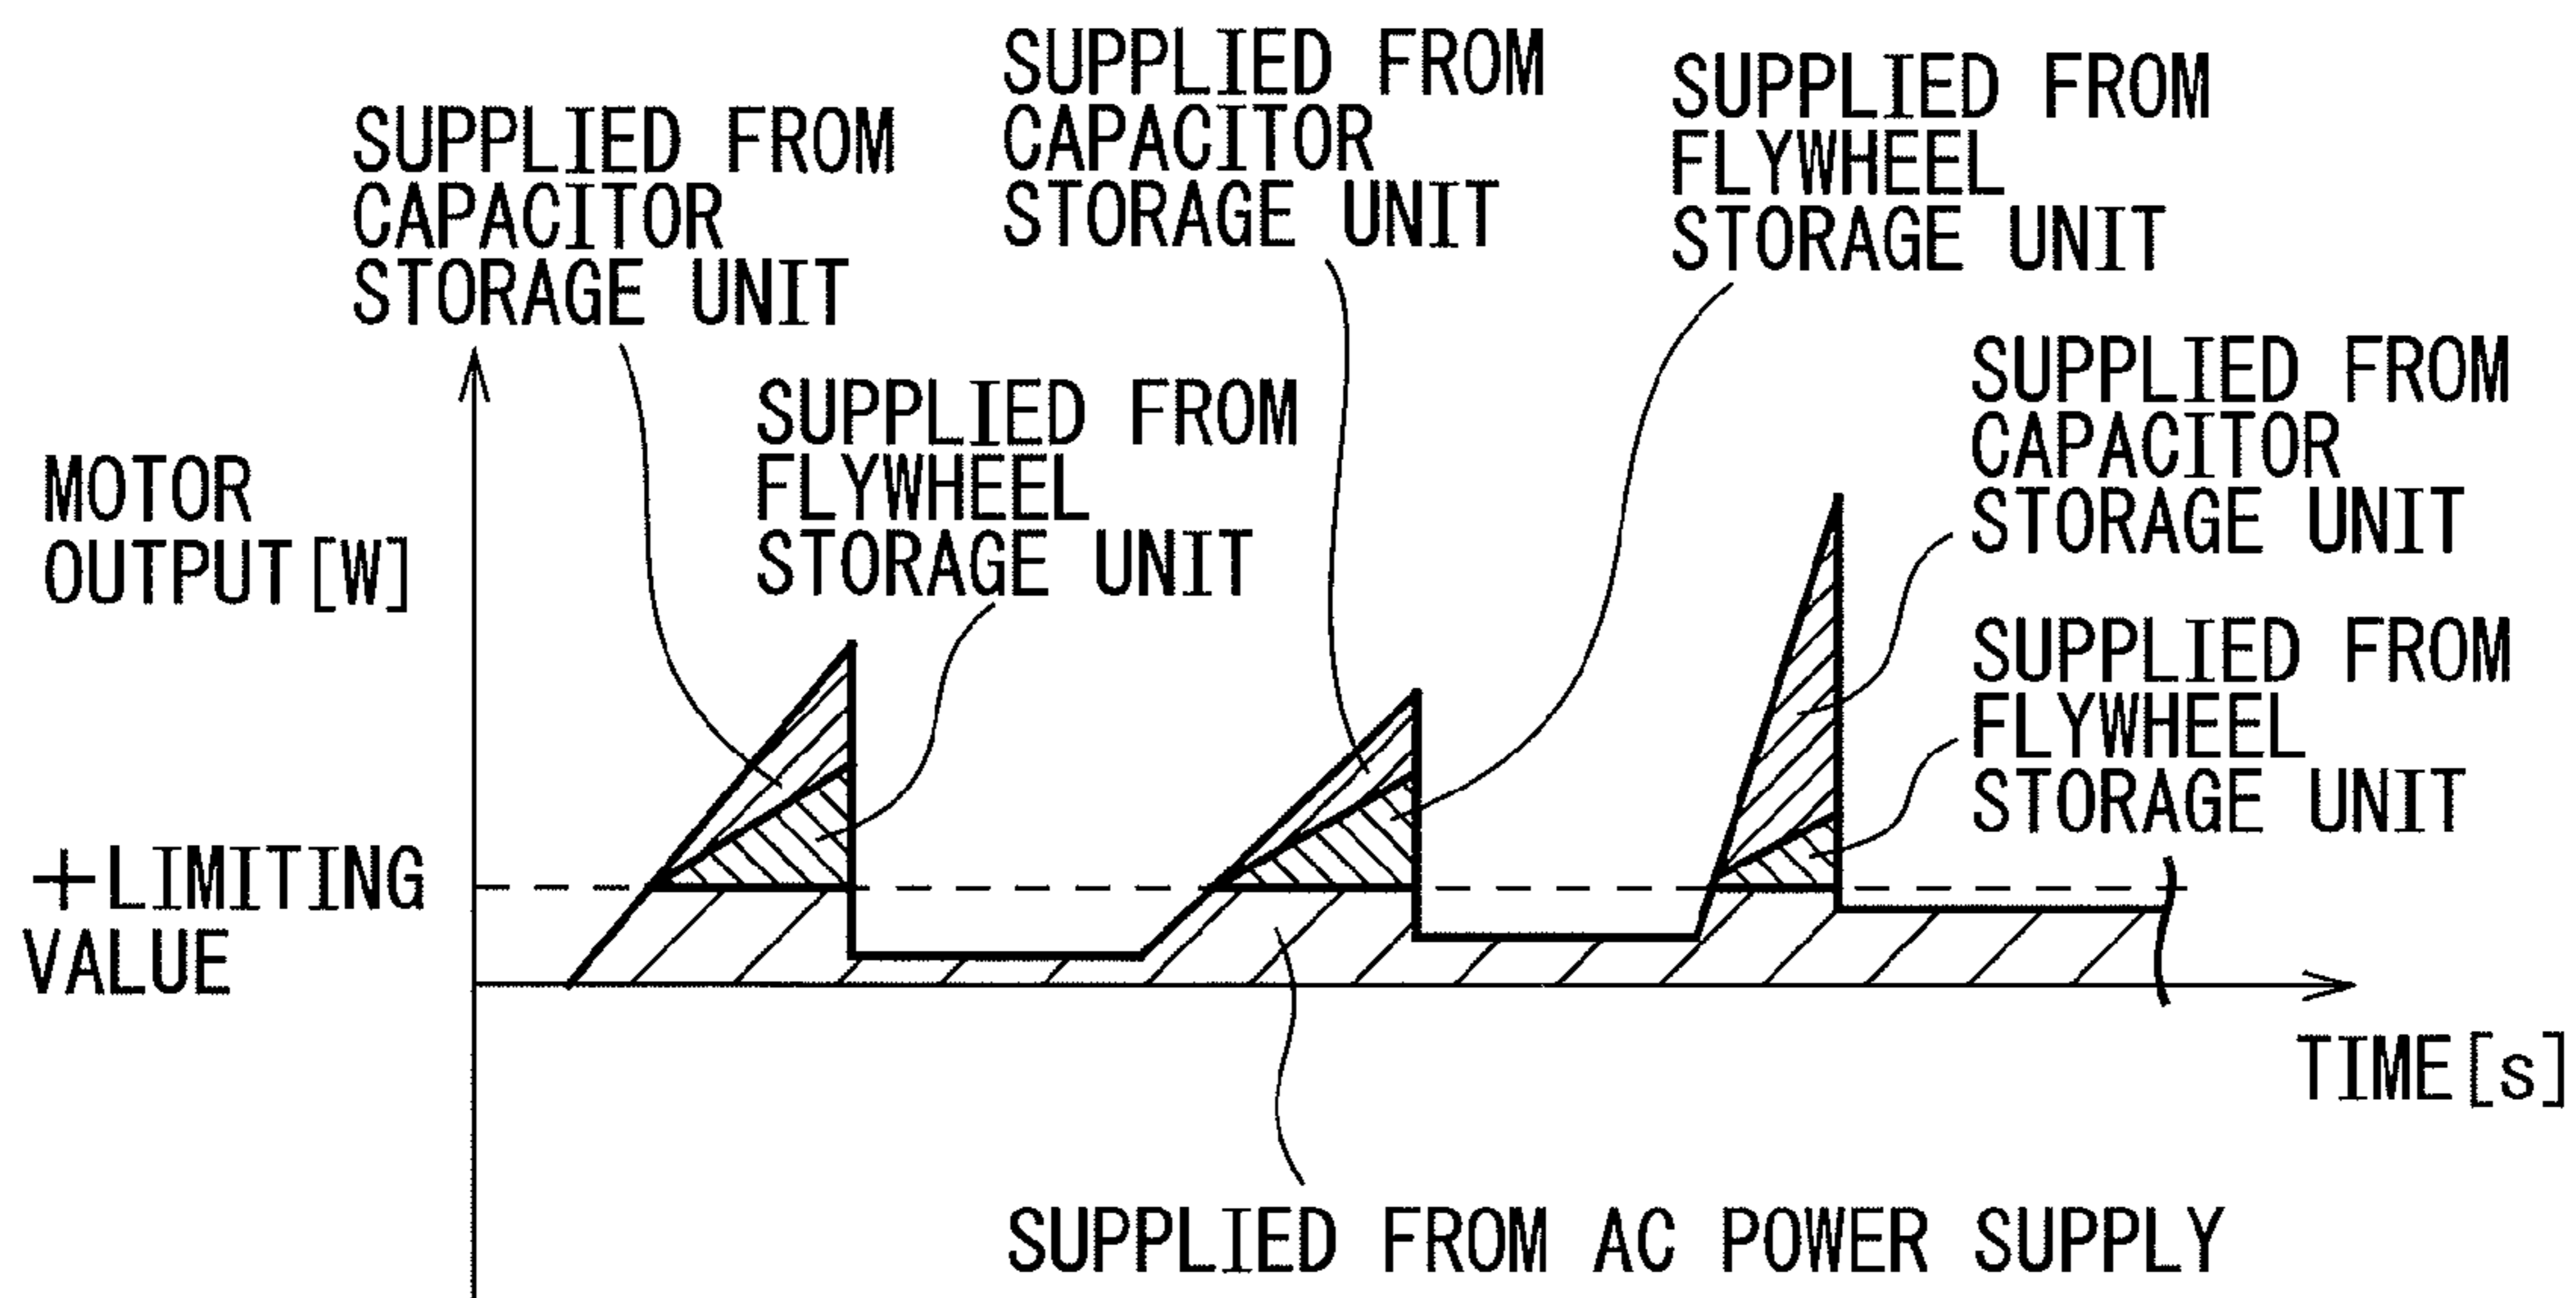 SUPPLIED FROM
CAPACITOR
STORAGE UNIT
SUPPLIED FROM
CAPACITOR
STORAGE UNIT
SUPPLIED FROM
FLYWHEEL
STORAGE UNIT
SUPPLIED FROM
FLYWHEEL
STORAGE UNIT
SUPPLIED FROM
CAPACITOR
STORAGE UNIT
SUPPLIED FROM
FLYWHEEL
STORAGE UNIT
MOTOR
OUTPUT[W]
+LIMITING
VALUE
TIME[s]
SUPPLIED FROM AC POWER SUPPLY